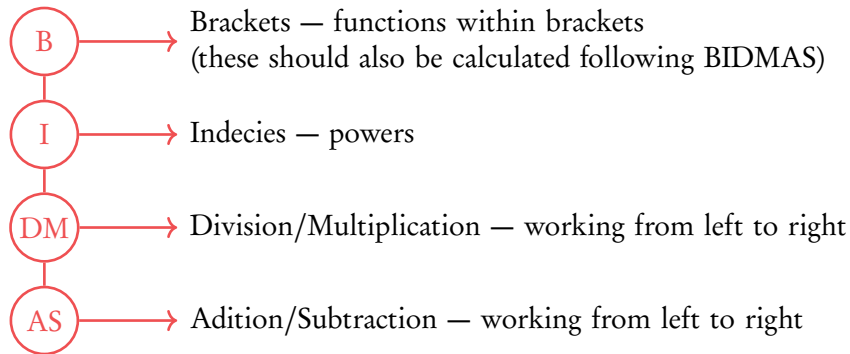 B
Brackets — functions within brackets
(these should also be calculated following BIDMAS)
I
Indecies — powers
DM
Division/Multiplication — working from left to right
AS
Adition/Subtraction — working from left to right